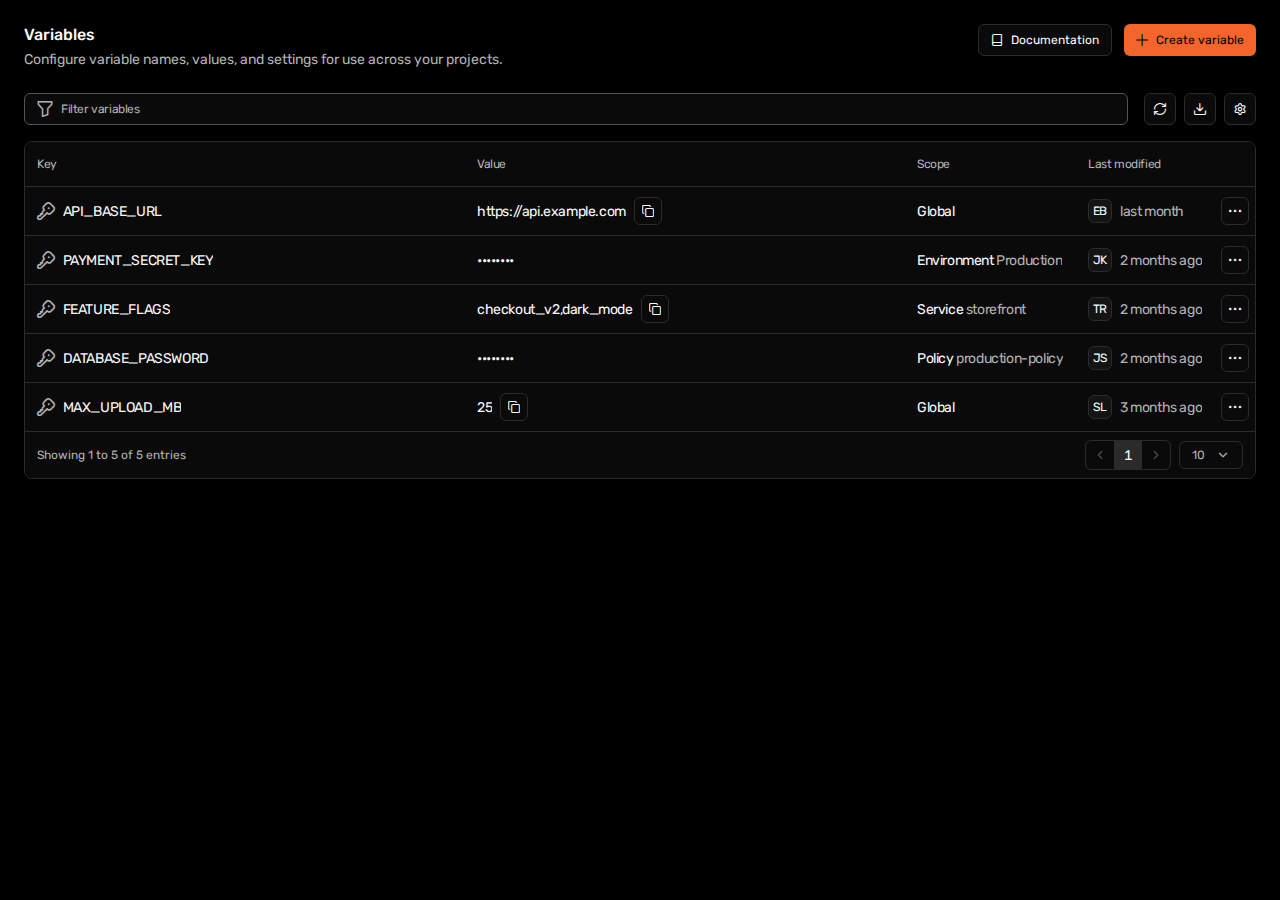 Variables
Configure variable names, values, and settings for use across your projects.
Documentation
Create variable
Filter variables
Key Value Scope Last modified
API_BASE_URL https://api.example.com Global EB last month
PAYMENT_SECRET_KEY •••••••• Environment Production JK 2 months ago
FEATURE_FLAGS checkout_v2,dark_mode Service storefront TR 2 months ago
DATABASE_PASSWORD •••••••• Policy production-policy JS 2 months ago
MAX_UPLOAD_MB 25 Global SL 3 months ago
Showing 1 to 5 of 5 entries 1 10